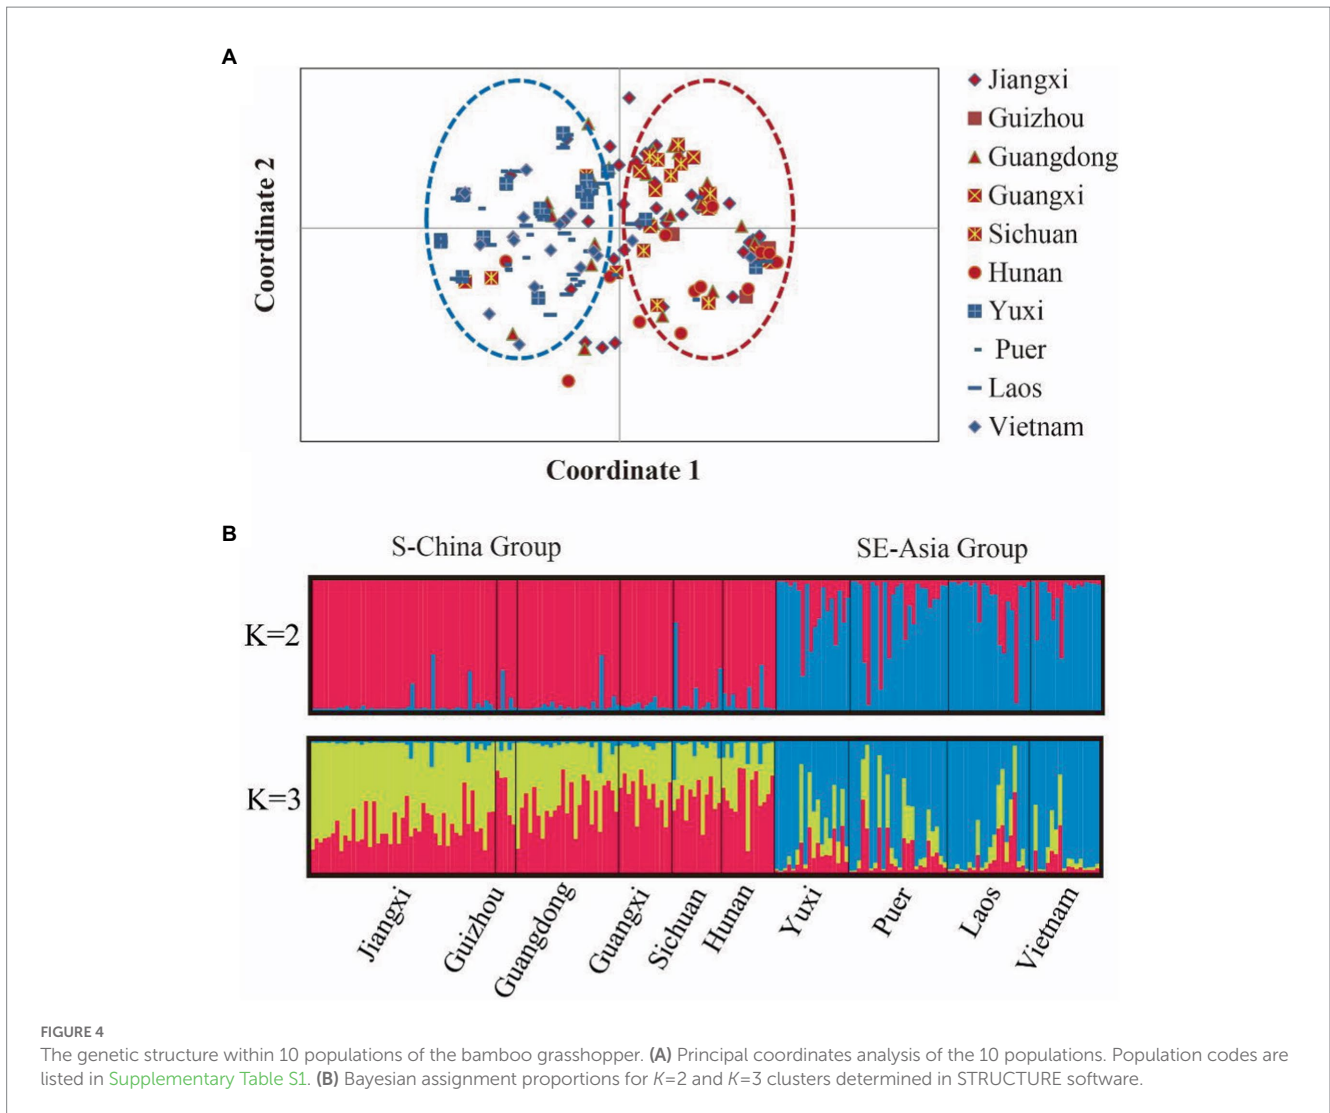 A
Coordinate 2
Coordinate 1
Jiangxi
Guizhou
Guangdong
Guangxi
Sichuan
Hunan
Yuxi
Puer
Laos
Vietnam
B
S-China Group
SE-Asia Group
K=2
K=3
Jiangxi
Guizhou
Guangdong
Guangxi
Sichuan
Hunan
Yuxi
Puer
Laos
Vietnam
FIGURE 4
The genetic structure within 10 populations of the bamboo grasshopper. (A) Principal coordinates analysis of the 10 populations. Population codes are
listed in Supplementary Table S1. (B) Bayesian assignment proportions for K=2 and K=3 clusters determined in STRUCTURE software.